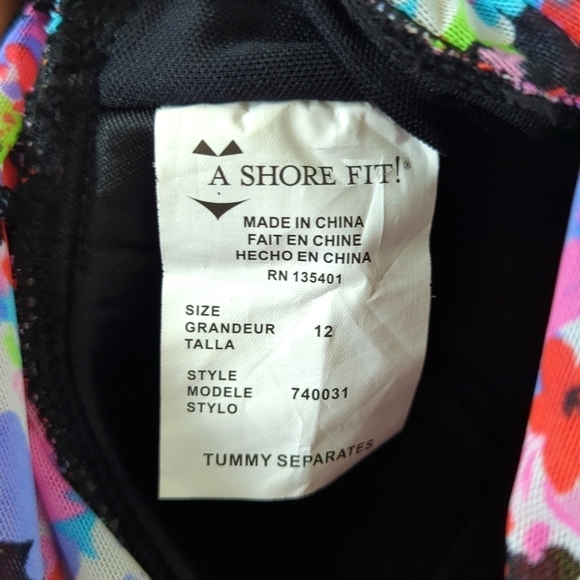 A SHORE FIT!®
MADE IN CHINA
FAIT EN CHINE
HECHO EN CHINA
RN 135401
SIZE
GRANDEUR 12
TALLA
STYLE
MODELE 740031
STYLO
TUMMY SEPARATES